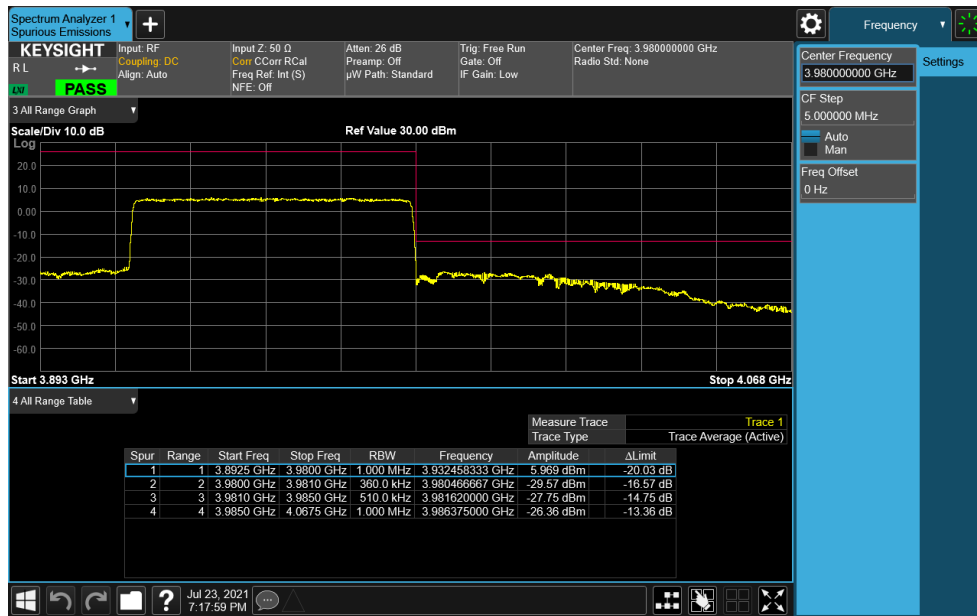 Spectrum Analyzer 1
Spurious Emissions
+
Frequency
KEYSIGHT
R L
LXI
PASS
Input: RF
Coupling: DC
Align: Auto
Input Z: 50 Ω
Corr CCorr RCal
Freq Ref: Int (S)
NFE: Off
Atten: 26 dB
Preamp: Off
µW Path: Standard
Trig: Free Run
Gate: Off
IF Gain: Low
Center Freq: 3.980000000 GHz
Radio Std: None
Center Frequency
3.980000000 GHz
Settings
CF Step
5.000000 MHz
Auto
Man
Freq Offset
0 Hz
3 All Range Graph
Scale/Div 10.0 dB
Ref Value 30.00 dBm
Log
20.0
10.0
0.00
-10.0
-20.0
-30.0
-40.0
-50.0
-60.0
Start 3.893 GHz
Stop 4.068 GHz
4 All Range Table
Measure Trace Trace 1
Trace Type Trace Average (Active)
Spur Range Start Freq Stop Freq RBW Frequency Amplitude ΔLimit
1 1 3.8925 GHz 3.9800 GHz 1.000 MHz 3.932458333 GHz 5.969 dBm -20.03 dB
2 2 3.9800 GHz 3.9810 GHz 360.0 kHz 3.980466667 GHz -29.57 dBm -16.57 dB
3 3 3.9810 GHz 3.9850 GHz 510.0 kHz 3.981620000 GHz -27.75 dBm -14.75 dB
4 4 3.9850 GHz 4.0675 GHz 1.000 MHz 3.986375000 GHz -26.36 dBm -13.36 dB
?
Jul 23, 2021
7:17:59 PM